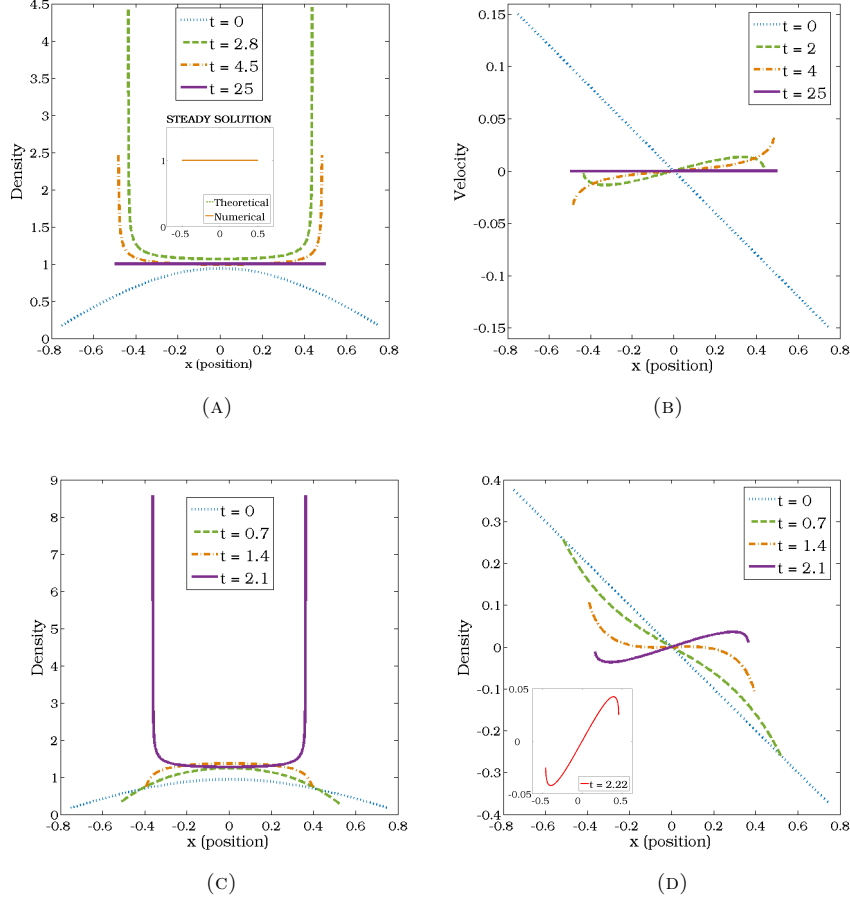 4.5
4
3.5
3
2.5
2
1.5
1
0.5
0
Density
t = 0
t = 2.8
t = 4.5
t = 25
STEADY SOLUTION
1
Theoretical
Numerical
-0.5
0
0.5
-0.8
-0.6
-0.4
-0.2
0
0.2
0.4
0.6
0.8
x (position)
(A)
0.15
0.1
0.05
0
-0.05
-0.1
-0.15
Velocity
t = 0
t = 2
t = 4
t = 25
-0.8
-0.6
-0.4
-0.2
0
0.2
0.4
0.6
0.8
x (position)
(B)
9
8
7
6
5
4
3
2
1
0
Density
t = 0
t = 0.7
t = 1.4
t = 2.1
-0.8
-0.6
-0.4
-0.2
0
0.2
0.4
0.6
0.8
x (position)
(C)
0.4
0.3
0.2
0.1
0
-0.1
-0.2
-0.3
-0.4
Density
t = 0
t = 0.7
t = 1.4
t = 2.1
0.05
0
-0.05
t = 2.22
-0.5
0
0.5
-0.8
-0.6
-0.4
-0.2
0
0.2
0.4
0.6
0.8
x (position)
(D)